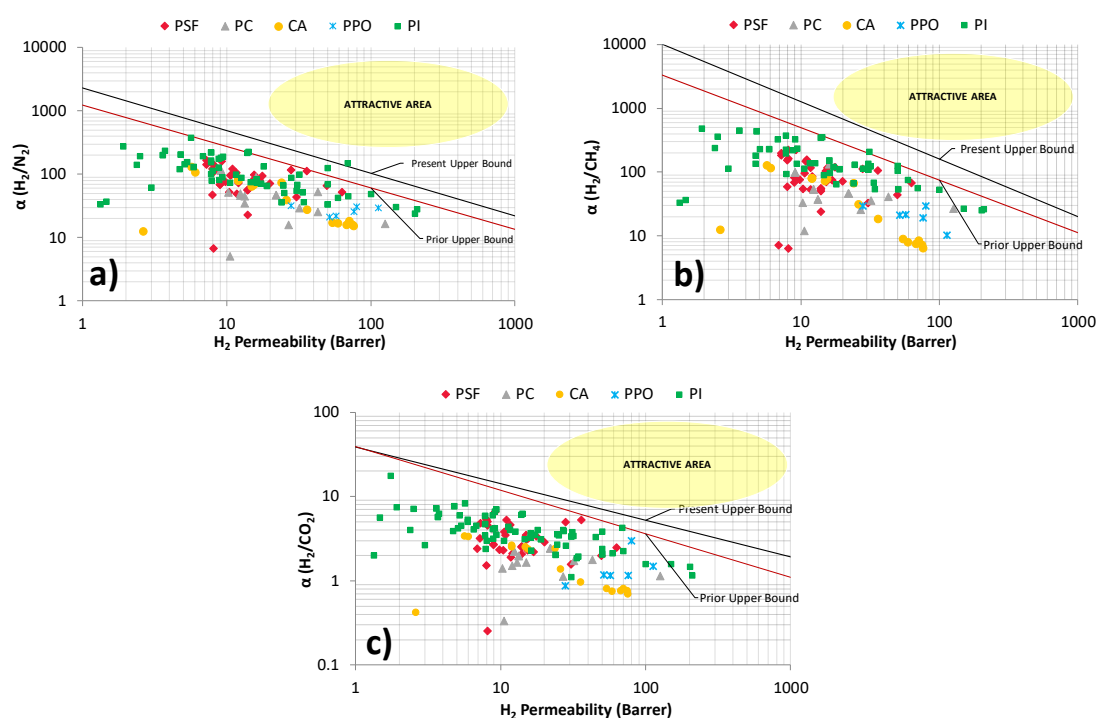 PSF PC CA PPO PI
10000
1000
100
10
1
α (H₂/N₂)
ATTRACTIVE AREA
Present Upper Bound
Prior Upper Bound
a)
1 10 100 1000
H₂ Permeability (Barrer)
PSF PC CA PPO PI
10000
1000
100
10
1
α (H₂/CH₄)
ATTRACTIVE AREA
Present Upper Bound
Prior Upper Bound
b)
1 10 100 1000
H₂ Permeability (Barrer)
PSF PC CA PPO PI
100
10
1
0.1
α (H₂/CO₂)
ATTRACTIVE AREA
Present Upper Bound
Prior Upper Bound
c)
1 10 100 1000
H₂ Permeability (Barrer)